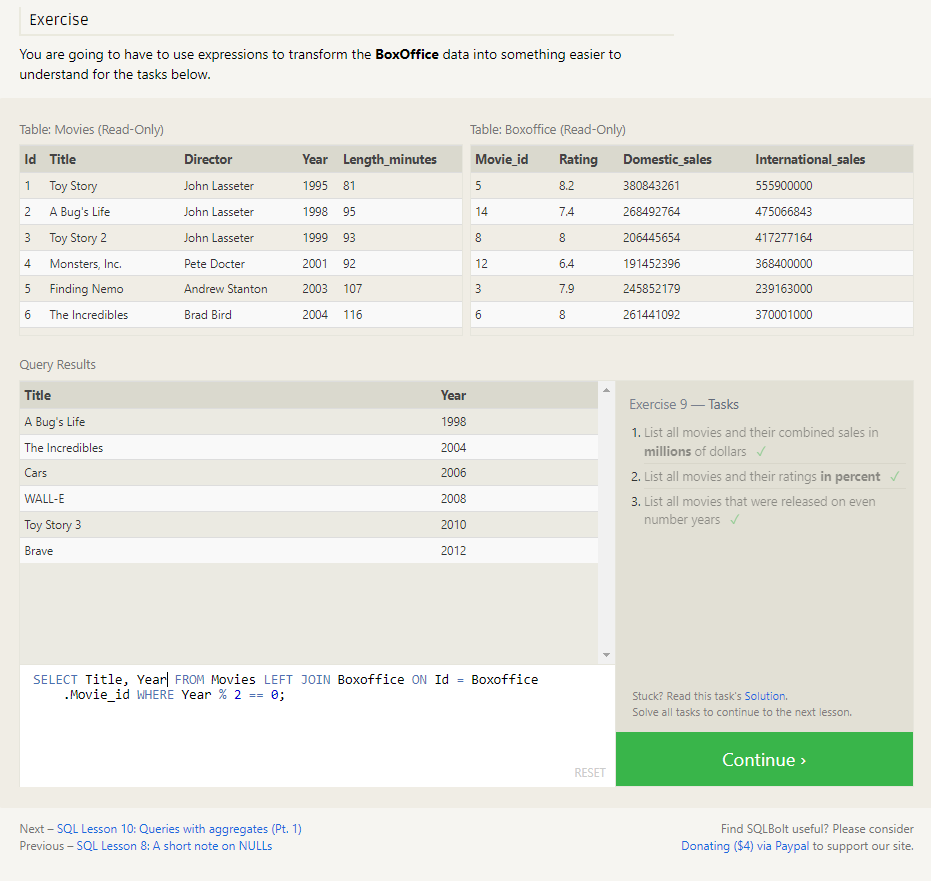 Exercise
You are going to have to use expressions to transform the BoxOffice data into something easier to
understand for the tasks below.
Table: Movies (Read-Only)
Id Title Director Year Length_minutes
1 Toy Story John Lasseter 1995 81
2 A Bug's Life John Lasseter 1998 95
3 Toy Story 2 John Lasseter 1999 93
4 Monsters, Inc. Pete Docter 2001 92
5 Finding Nemo Andrew Stanton 2003 107
6 The Incredibles Brad Bird 2004 116
Table: Boxoffice (Read-Only)
Movie_id Rating Domestic_sales International_sales
5 8.2 380843261 555900000
14 7.4 268492764 475066843
8 8 206445654 417277164
12 6.4 191452396 368400000
3 7.9 245852179 239163000
6 8 261441092 370001000
Query Results
Title Year
A Bug's Life 1998
The Incredibles 2004
Cars 2006
WALL-E 2008
Toy Story 3 2010
Brave 2012
SELECT Title, Year FROM Movies LEFT JOIN Boxoffice ON Id = Boxoffice
.Movie_id WHERE Year % 2 == 0;
RESET
Exercise 9 — Tasks
1. List all movies and their combined sales in
millions of dollars ✓
2. List all movies and their ratings in percent ✓
3. List all movies that were released on even
number years ✓
Stuck? Read this task's Solution.
Solve all tasks to continue to the next lesson.
Continue ›
Next – SQL Lesson 10: Queries with aggregates (Pt. 1)
Previous – SQL Lesson 8: A short note on NULLs
Find SQLBolt useful? Please consider
Donating ($4) via Paypal to support our site.